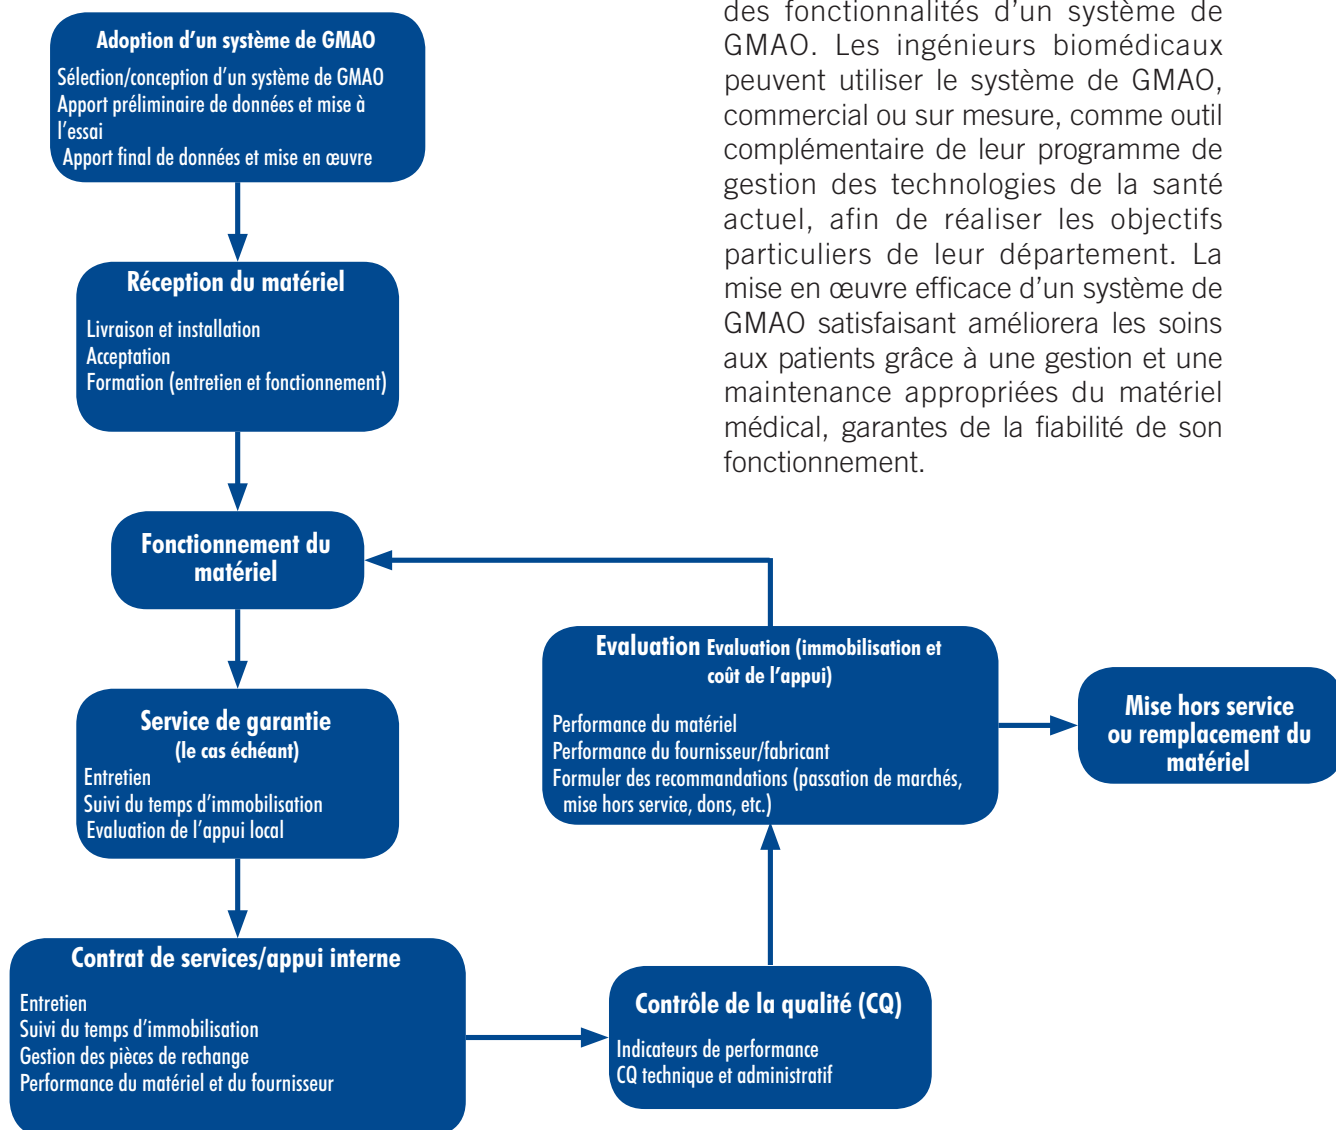 Adoption d'un système de GMAO
Sélection/conception d'un système de GMAO
Apport préliminaire de données et mise à
l'essai
Apport final de données et mise en œuvre
Réception du matériel
Livraison et installation
Acceptation
Formation (entretien et fonctionnement)
Fonctionnement du
matériel
Service de garantie
(le cas échéant)
Entretien
Suivi du temps d'immobilisation
Evaluation de l'appui local
Contrat de services/appui interne
Entretien
Suivi du temps d'immobilisation
Gestion des pièces de rechange
Performance du matériel et du fournisseur
Contrôle de la qualité (CQ)
Indicateurs de performance
CQ technique et administratif
Evaluation Evaluation (immobilisation et
coût de l'appui)
Performance du matériel
Performance du fournisseur/fabricant
Formuler des recommandations (passation de marchés,
mise hors service, dons, etc.)
Mise hors service
ou remplacement du
matériel
des fonctionnalités d'un système de
GMAO. Les ingénieurs biomédicaux
peuvent utiliser le système de GMAO,
commercial ou sur mesure, comme outil
complémentaire de leur programme de
gestion des technologies de la santé
actuel, afin de réaliser les objectifs
particuliers de leur département. La
mise en œuvre efficace d'un système de
GMAO satisfaisant améliorera les soins
aux patients grâce à une gestion et une
maintenance appropriées du matériel
médical, garantes de la fiabilité de son
fonctionnement.